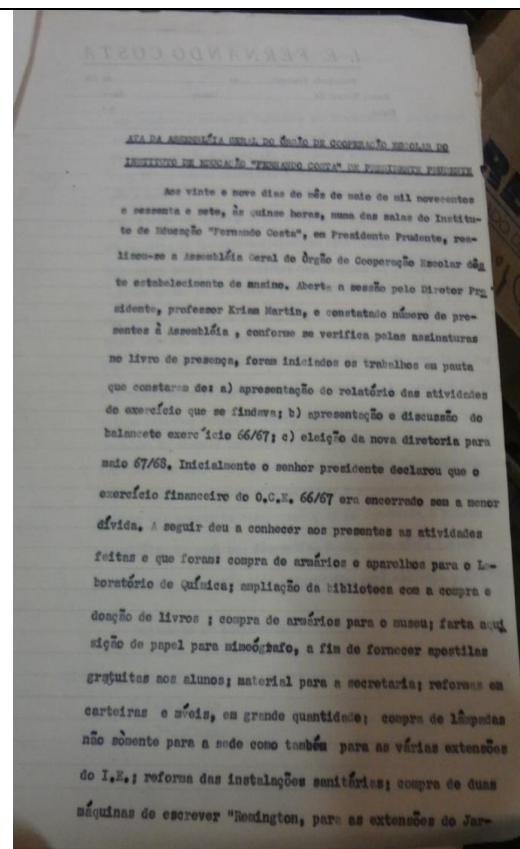 I. E. FERNANDO COSTA
ATA DA ASSEMBLÉIA GERAL DO ÓRGÃO DE COOPERAÇÃO ESCOLAR DO
INSTITUTO DE EDUCAÇÃO "FERNANDO COSTA" DE PRESIDENTE PRUDENTE
Aos vinte e nove dias do mês de maio de mil novecentos
e sessenta e sete, às quinze horas, numa das salas do Institu-
to de Educação "Fernando Costa", em Presidente Prudente, rea-
lizou-se a Assembléia Geral do Órgão de Cooperação Escolar dês
te estabelecimento de ensino. Aberta a sessão pelo Diretor Pre
sidente, professor Martin, e constatado número de pre-
sentes à Assembléia , conforme se verifica pelas assinaturas
no livro de presença, foram iniciados os trabalhos em pauta
que constaram de: a) apresentação do relatório das atividades
do exercício que se findava; b) apresentação e discussão do
balancete exerc´icio 66/67; c) eleição da nova diretoria para
maio 67/68. Inicialmente o senhor presidente declarou que o
exercício financeiro do O.C.E. 66/67 era encerrado sem a menor
dívida. A seguir deu a conhecer aos presentes as atividades
feitas e que foram: compra de armários e aparelhos para o La-
boratório de Química; ampliação da biblioteca com a compra e
doação de livros ; compra de armários para o museu; farta aqui
sição de papel para mimeógrafo, a fim de fornecer apostilas
gratuitas aos alunos; material para a secretaria; reformas em
carteiras e móveis, em grande quantidade; compra de lâmpadas
não sòmente para a sede como também para as várias extensões
do I.E.; reforma das instalações sanitárias; compra de duas
máquinas de escrever "Remington, para as extensões do Jar-